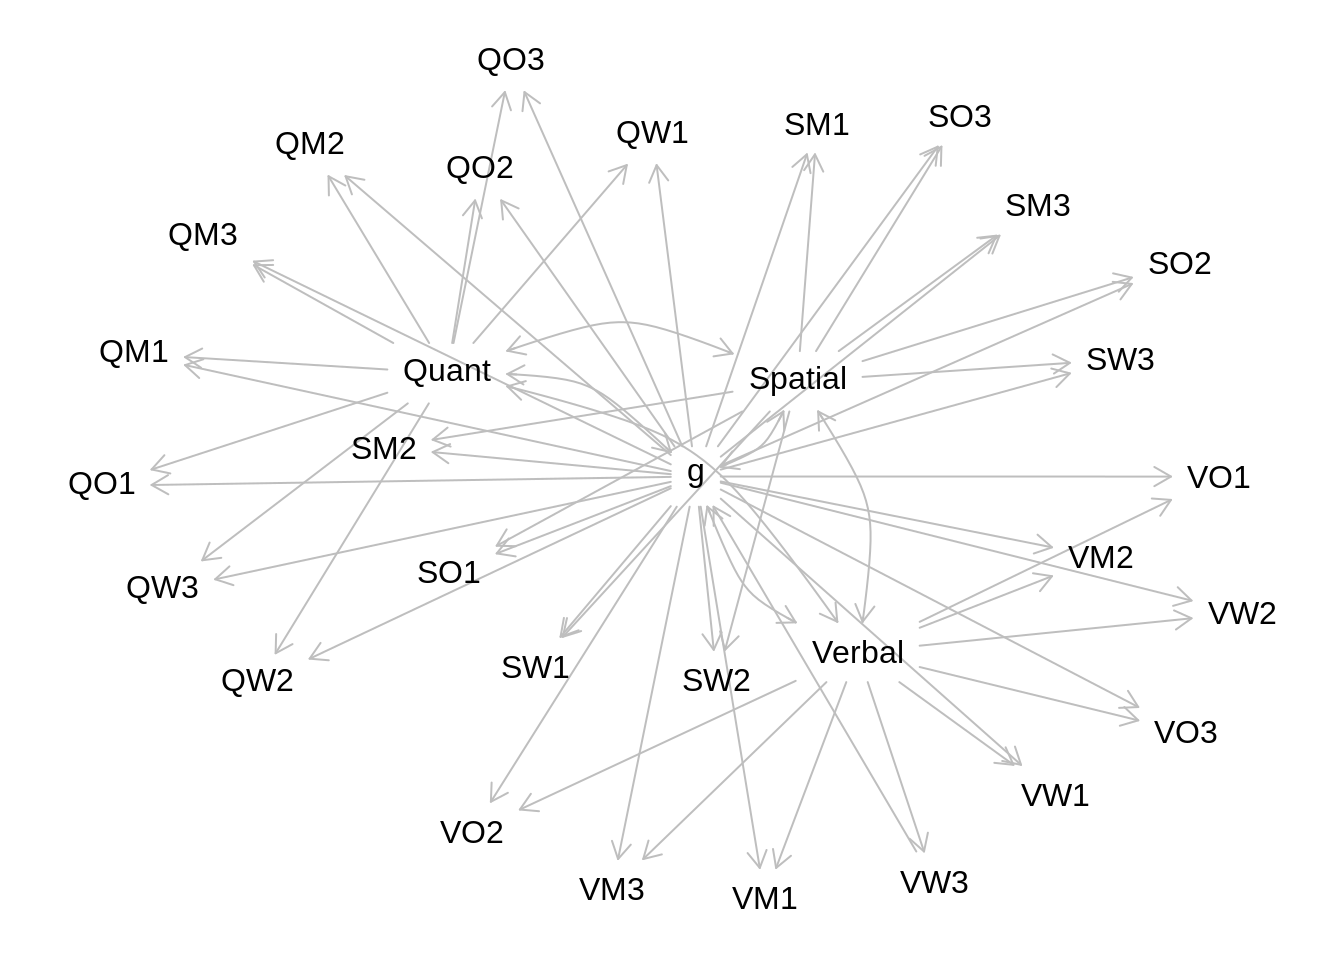 QO3
SO3
SM1
QW1
QM2
QO2
SM3
QM3
SO2
QM1
SW3
Quant
Spatial
SM2
g
VO1
QO1
VM2
SO1
QW3
VW2
Verbal
SW1
QW2
SW2
VO3
VW1
VO2
VW3
VM3
VM1